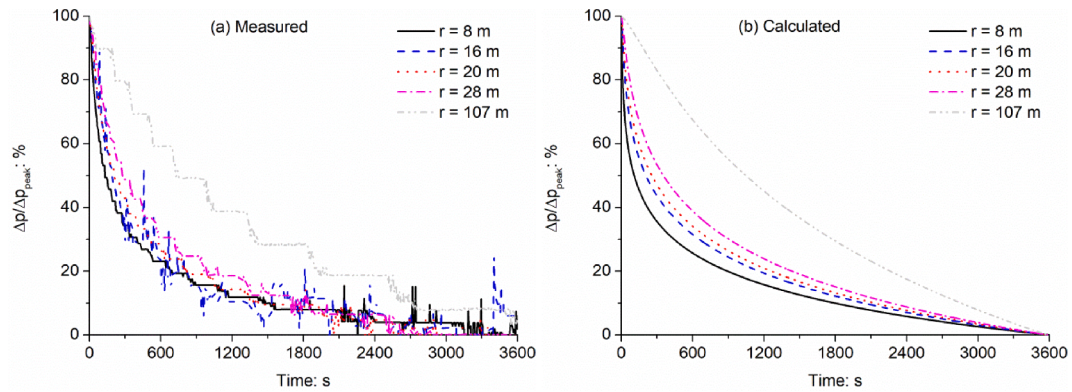 (a) Measured
r = 8 m
r = 16 m
r = 20 m
r = 28 m
r = 107 m
100
80
60
40
20
0
Δp/Δp_peak: %
0 600 1200 1800 2400 3000 3600
Time: s
(b) Calculated
r = 8 m
r = 16 m
r = 20 m
r = 28 m
r = 107 m
100
80
60
40
20
0
Δp/Δp_peak: %
0 600 1200 1800 2400 3000 3600
Time: s